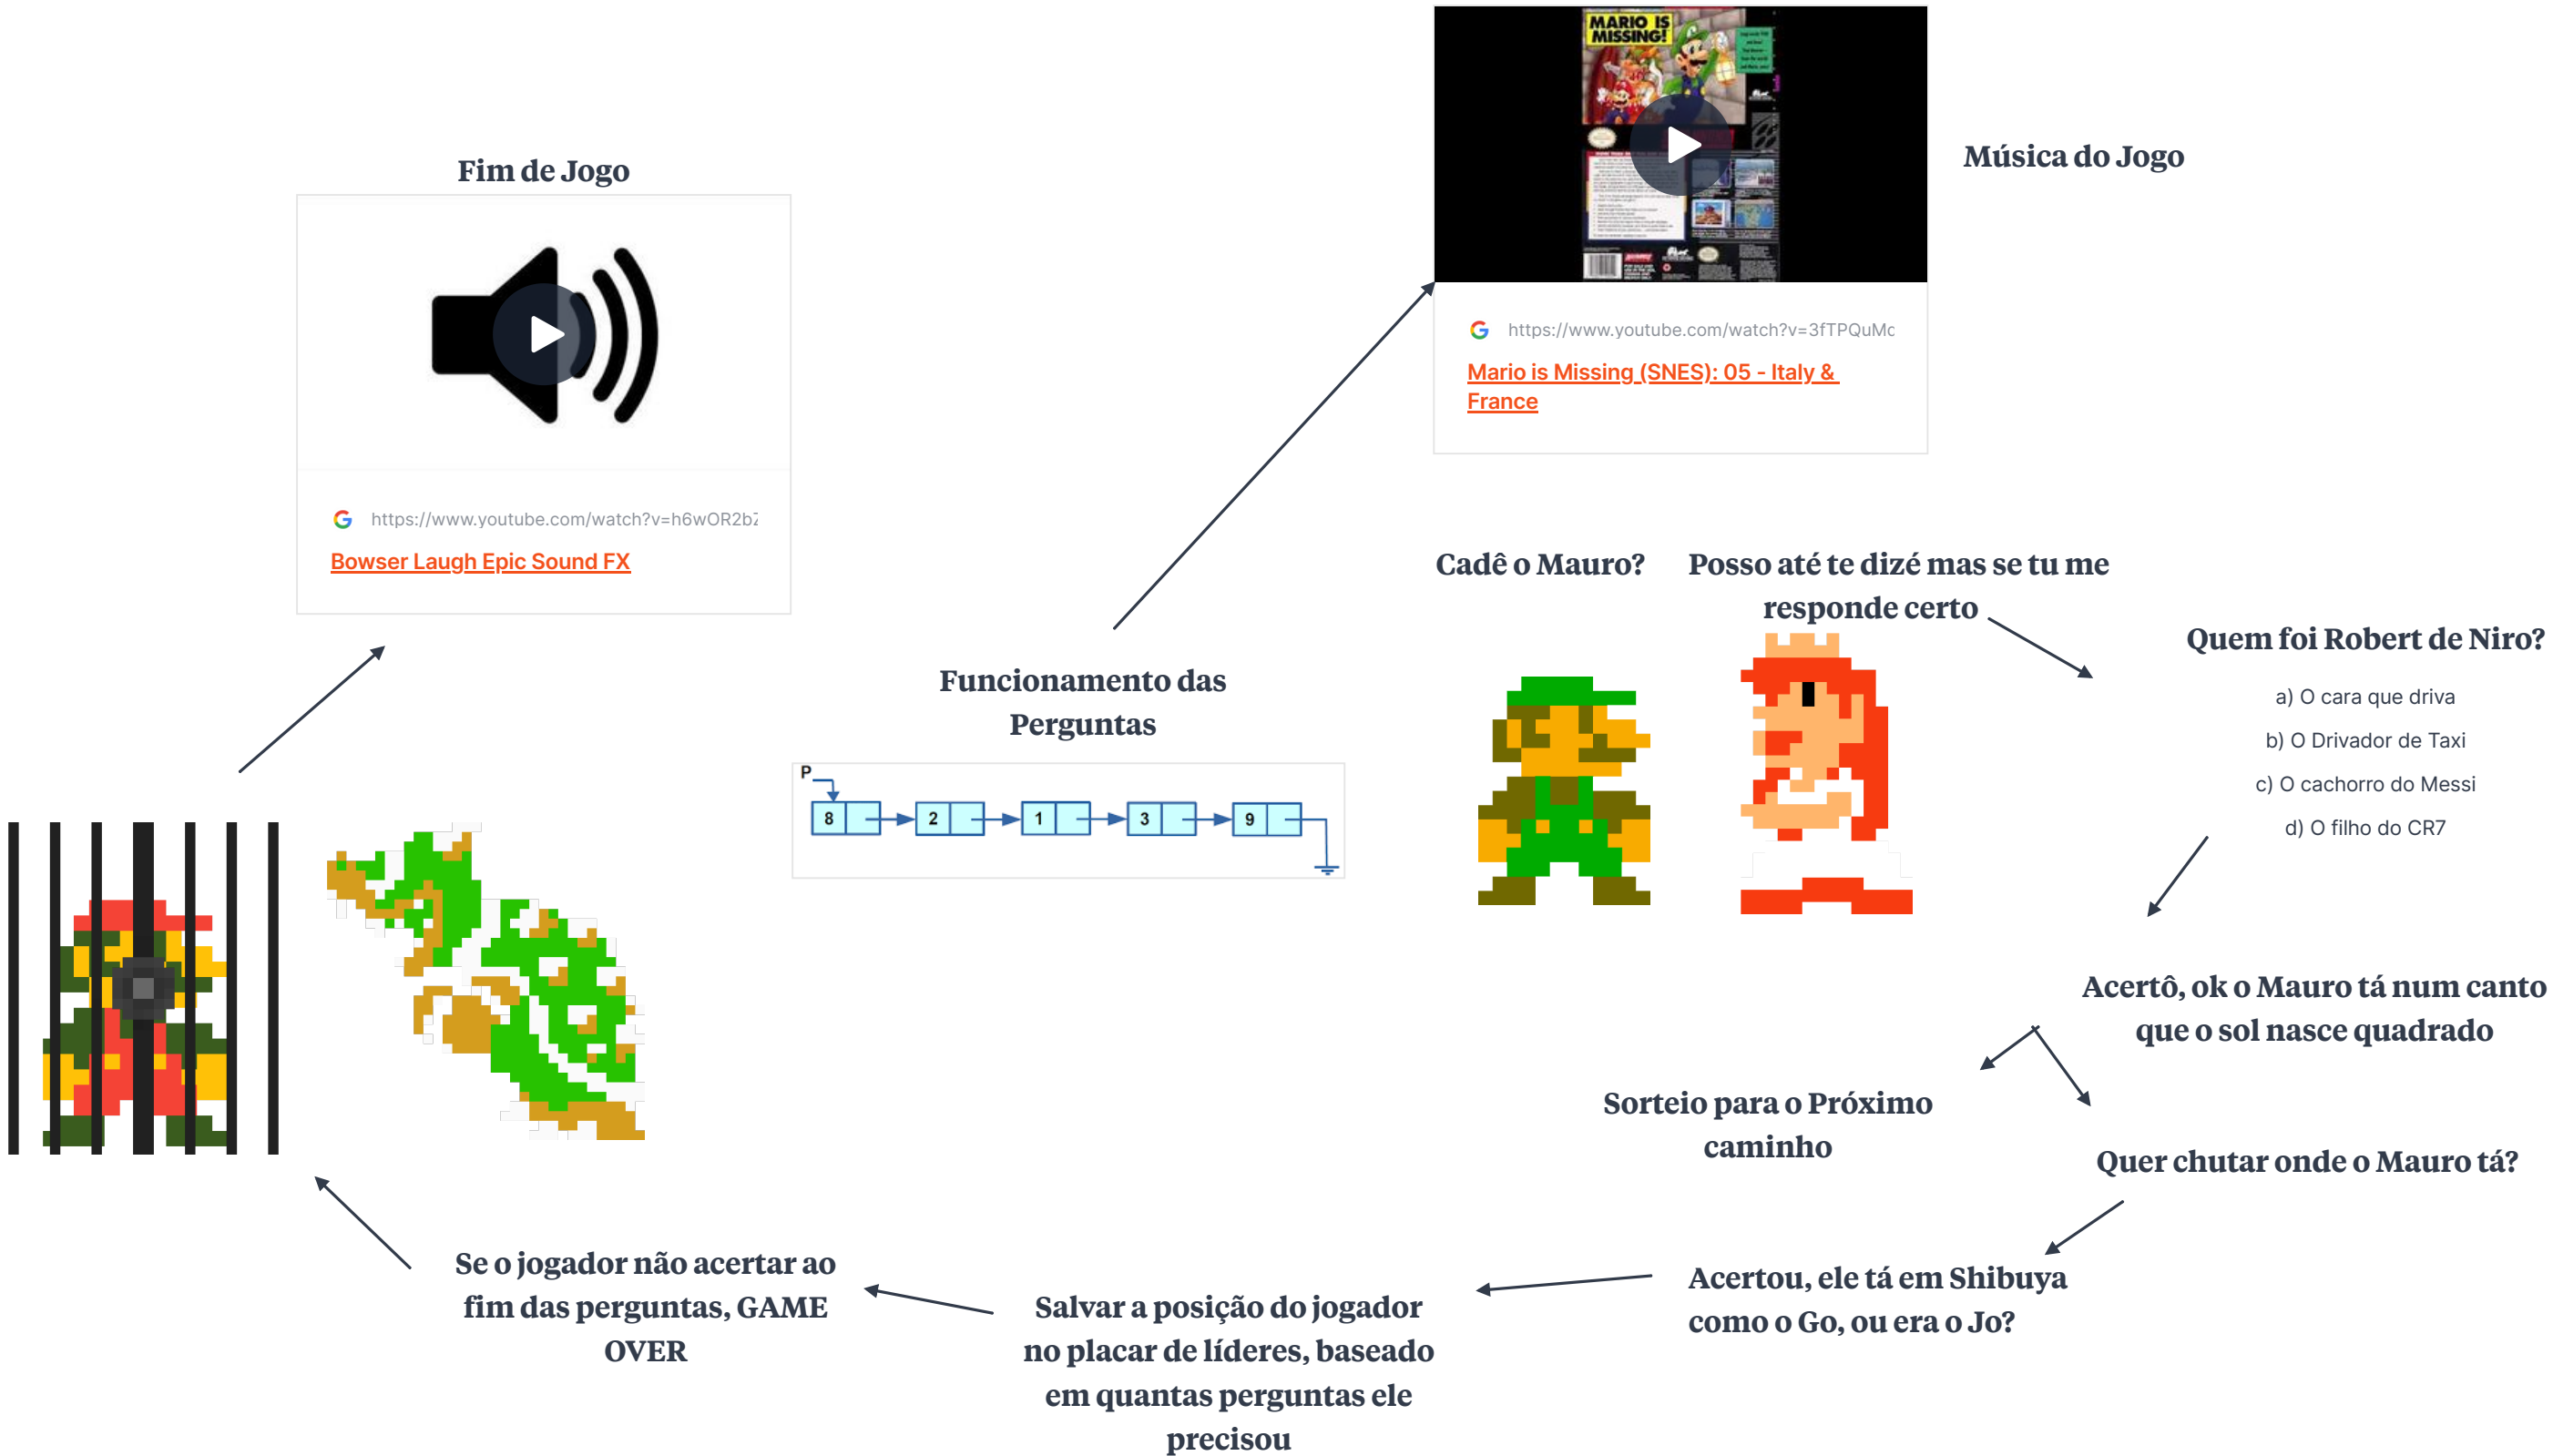 MARIO IS
MISSING!
Música do Jogo
Fim de Jogo
https://www.youtube.com/watch?v=3fTPQuMc
Mario is Missing (SNES): 05 - Italy &
France
https://www.youtube.com/watch?v=h6wOR2bZ
Bowser Laugh Epic Sound FX
Cadê o Mauro?
Posso até te dizé mas se tu me
responde certo
Quem foi Robert de Niro?
a) O cara que driva
b) O Drivador de Taxi
c) O cachorro do Messi
d) O filho do CR7
Funcionamento das
Perguntas
P
8 2 1 3 9
Acertô, ok o Mauro tá num canto
que o sol nasce quadrado
Sorteio para o Próximo
caminho
Quer chutar onde o Mauro tá?
Acertou, ele tá em Shibuya
como o Go, ou era o Jo?
Salvar a posição do jogador
no placar de líderes, baseado
em quantas perguntas ele
precisou
Se o jogador não acertar ao
fim das perguntas, GAME
OVER